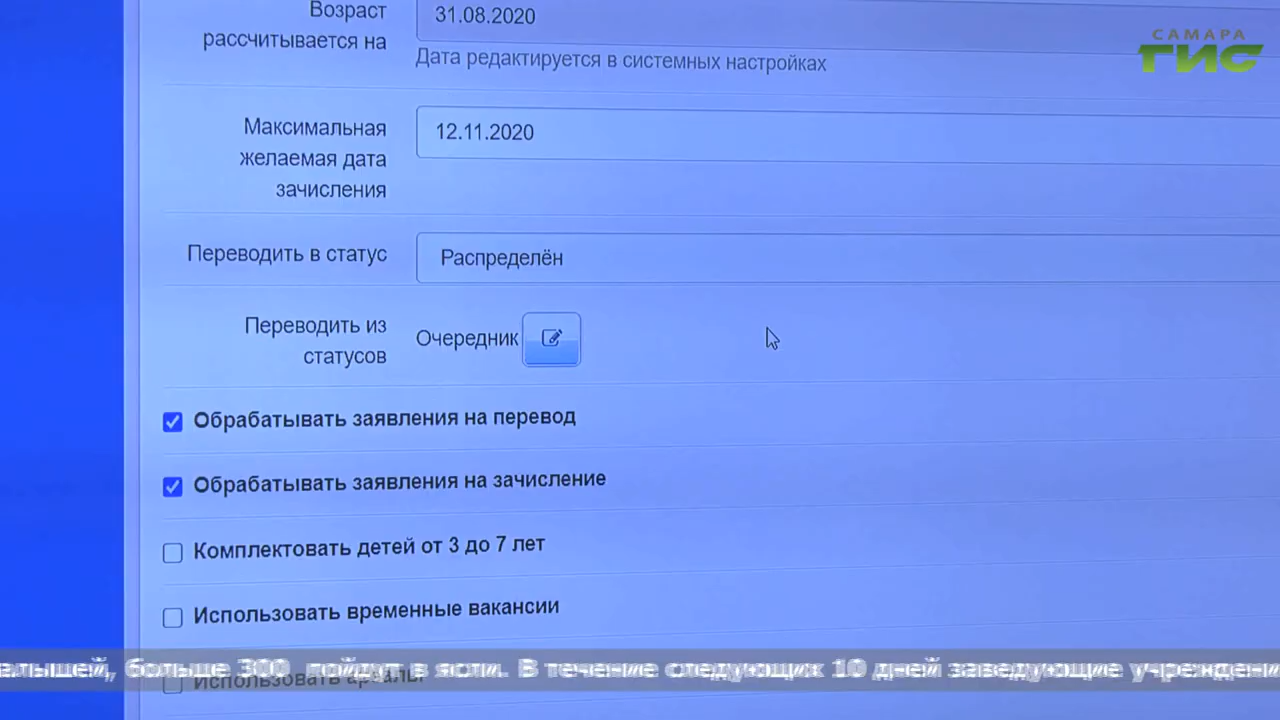 Возраст
рассчитывается на
31.08.2020
Дата редактируется в системных настройках
САМАРА
ГИС
Максимальная
желаемая дата
зачисления
12.11.2020
Переводить в статус
Распределён
Переводить из
статусов
Очередник
Обрабатывать заявления на перевод
Обрабатывать заявления на зачисление
Комплектовать детей от 3 до 7 лет
Использовать временные вакансии
Использовать ареалы
больше 300 пойдут в ясли. В течение следующих 10 дней заведующие